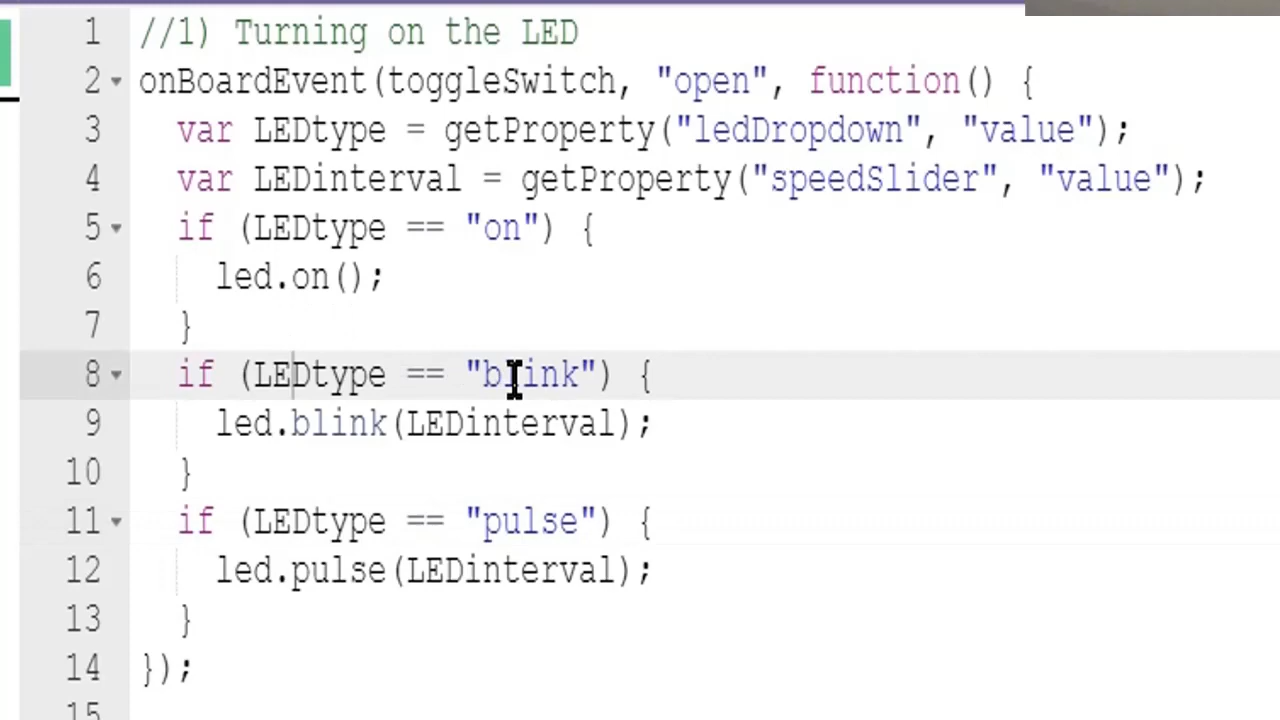 1 //1) Turning on the LED
2 onBoardEvent(toggleSwitch, "open", function() {
3 var LEDtype = getProperty("ledDropdown", "value");
4 var LEDinterval = getProperty("speedSlider", "value");
5 if (LEDtype == "on") {
6 led.on();
7 }
8 if (LEDtype == "blink") {
9 led.blink(LEDinterval);
10 }
11 if (LEDtype == "pulse") {
12 led.pulse(LEDinterval);
13 }
14 });
15